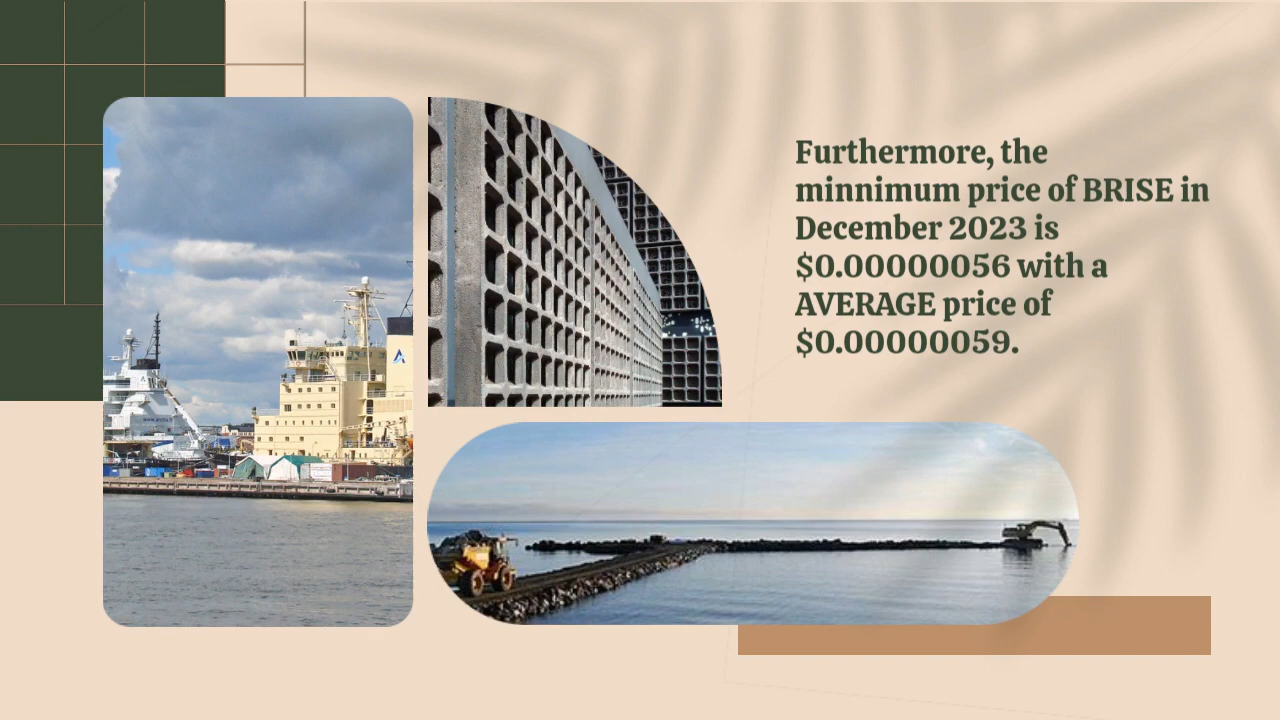 Furthermore, the
minnimum price of BRISE in
December 2023 is
$0.00000056 with a
AVERAGE price of
$0.00000059.